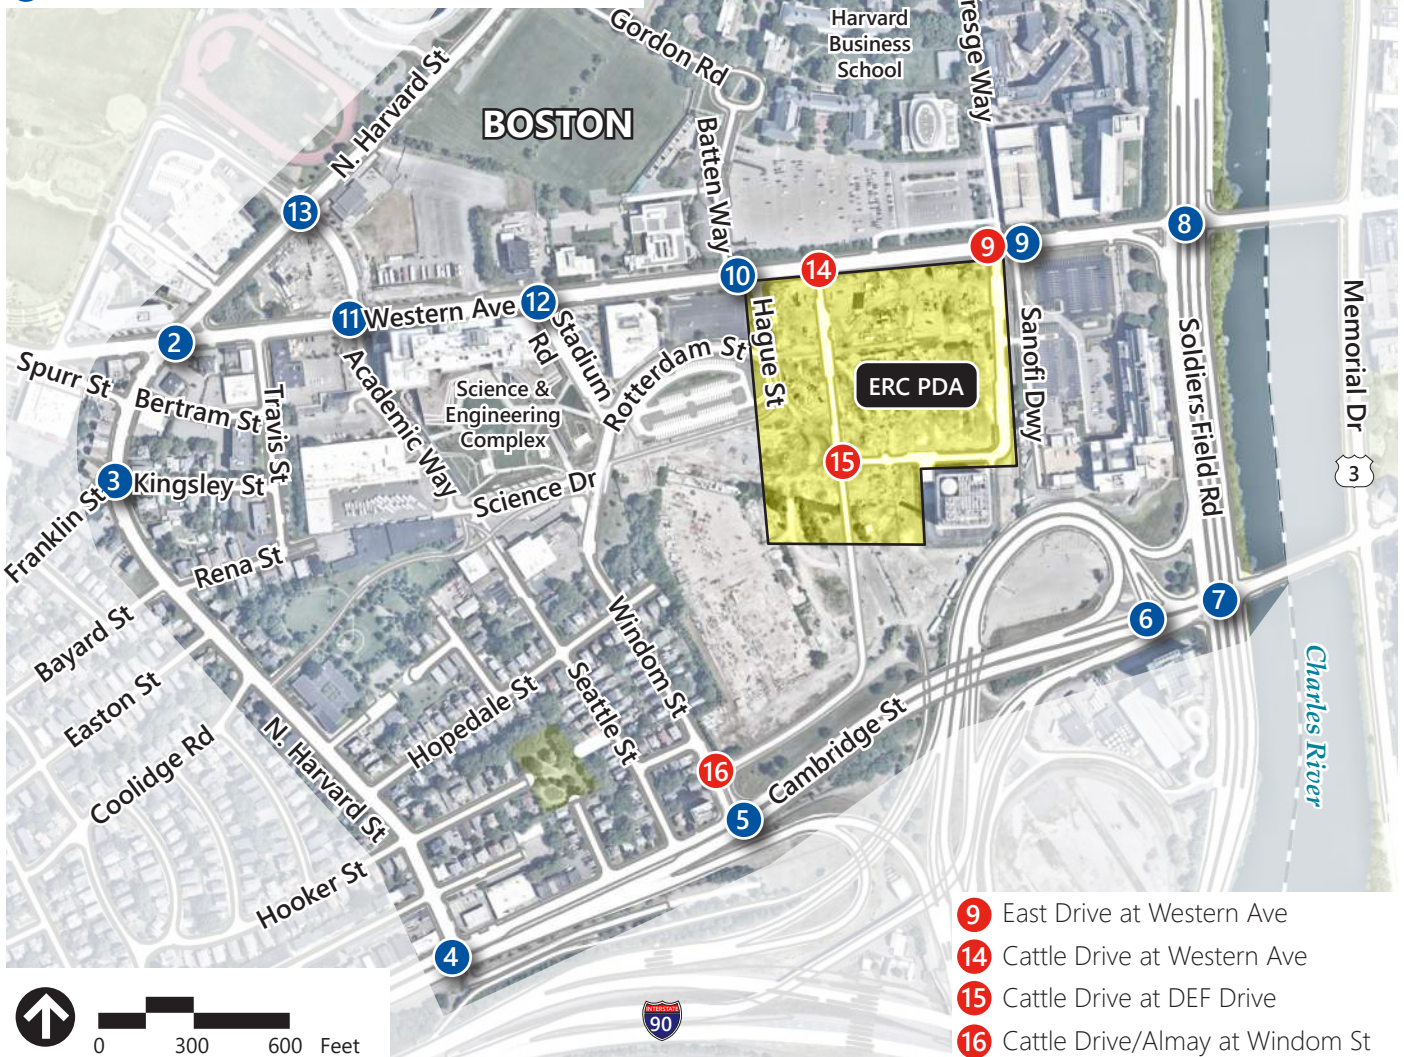 Gordon Rd
Harvard
Business
School
resge Way
N. Harvard St
BOSTON
Batten Way
13
8
9
9
10
14
12
11
Western Ave
2
Stadium
Rd
Hague St
Sanofi Dwy
Soldiers Field Rd
Memorial Dr
3
Spurr St
Bertram St
Travis St
Academic Way
Science &
Engineering
Complex
Rotterdam St
ERC PDA
15
3
Kingsley St
Franklin St
Science Dr
Rena St
Bayard St
Easton St
Coolidge Rd
Hopedale St
Seattle St
Windom St
N. Harvard St
Hooker St
6
7
Charles River
Cambridge St
16
5
4
INTERSTATE
90
0 300 600 Feet
9 East Drive at Western Ave
14 Cattle Drive at Western Ave
15 Cattle Drive at DEF Drive
16 Cattle Drive/Almay at Windom St